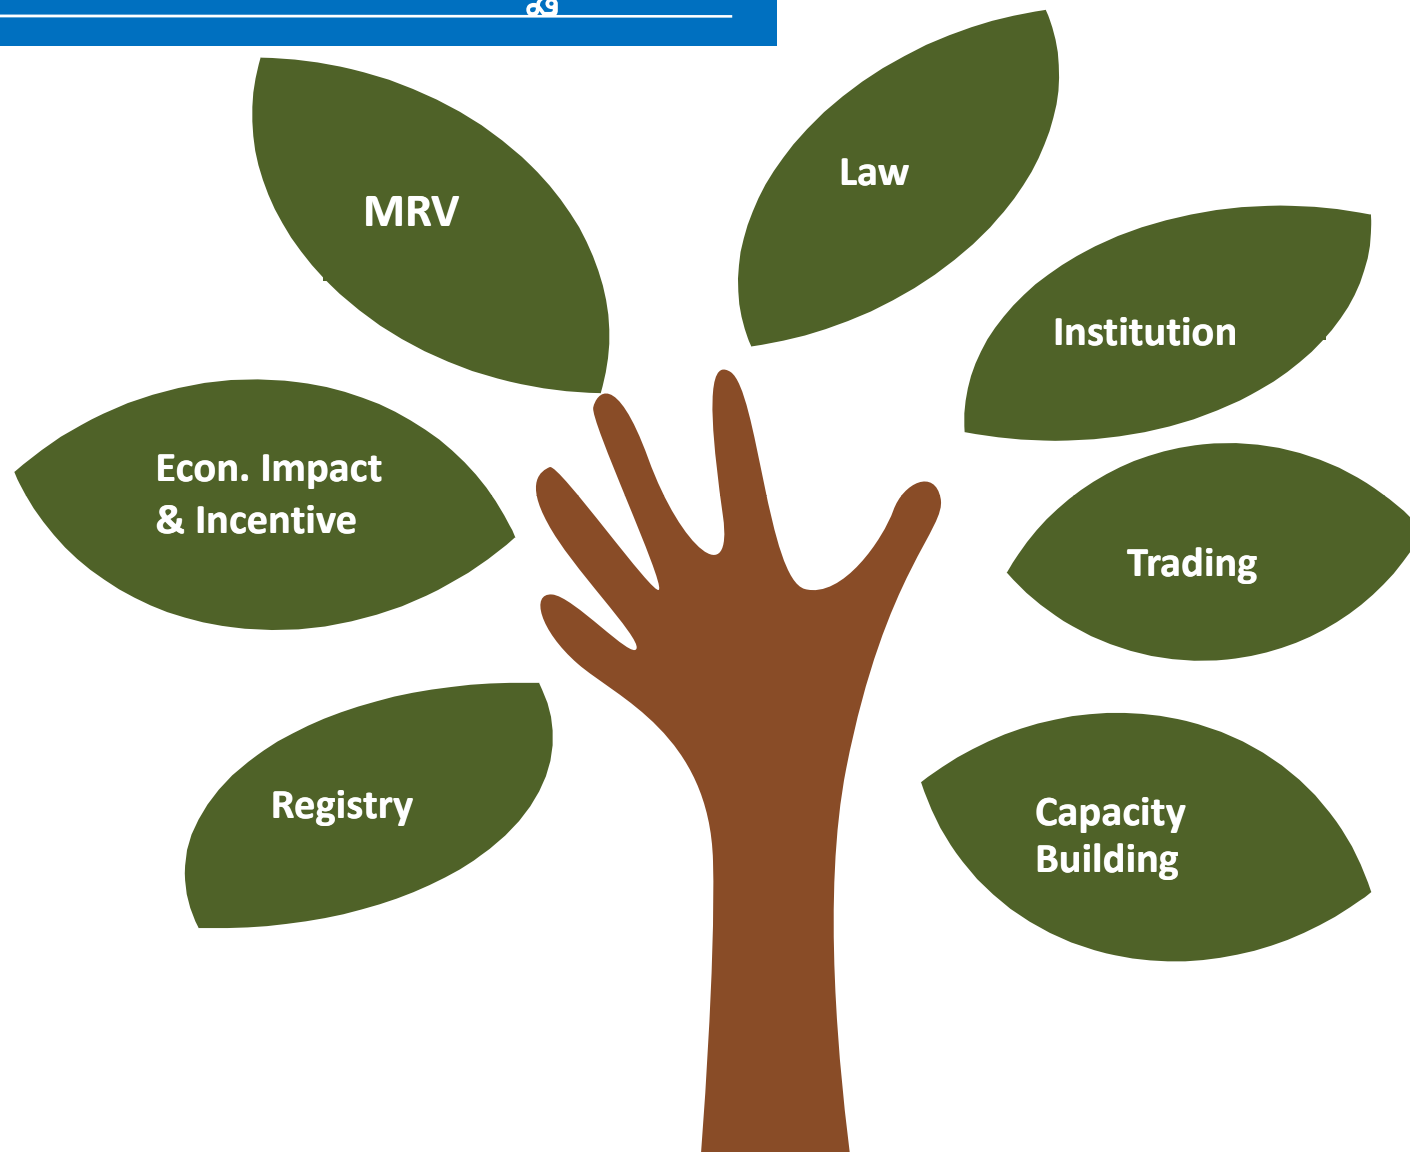 MRV
Law
Institution
Econ. Impact
& Incentive
Trading
Registry
Capacity
Building